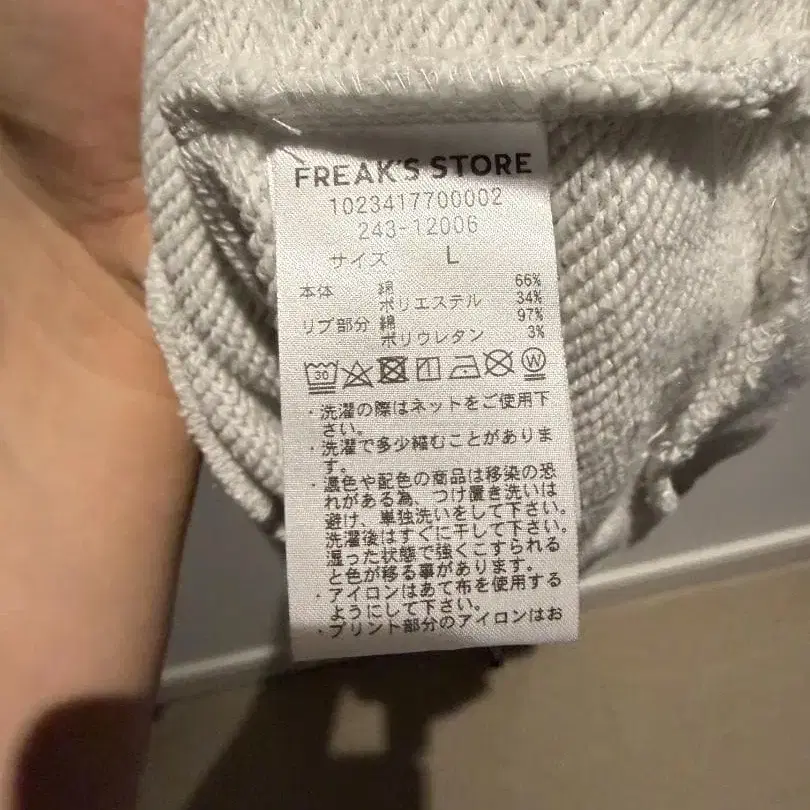 FREAK'S STORE
1023417700002
243-12006
サイズ L
本体 綿 66%
ポリエステル 34%
リブ部分 綿 97%
ポリウレタン 3%
30 W
・洗濯の際はネットをご使用下
さい。
・洗濯で多少縮むことがありま
す。
・濃色や配色の商品は移染の恐
れがある為、つけ置き洗いは
避け、単独洗いをして下さい。
洗濯後はすぐに干して下さい。
湿った状態で強くこすられる
と色が移る事があります。
・アイロンはあて布を使用する
ようにして下さい。
・プリント部分のアイロンはお